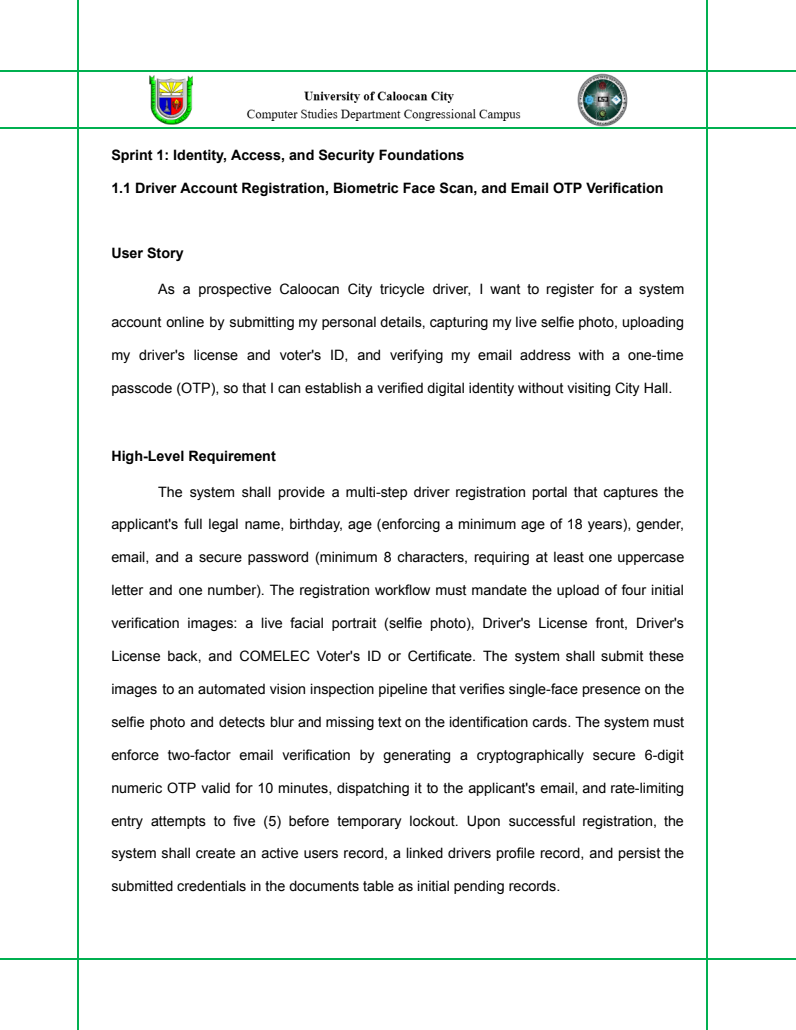 University of Caloocan City
Computer Studies Department Congressional Campus
Sprint 1: Identity, Access, and Security Foundations
1.1 Driver Account Registration, Biometric Face Scan, and Email OTP Verification
User Story
As a prospective Caloocan City tricycle driver, I want to register for a system
account online by submitting my personal details, capturing my live selfie photo, uploading
my driver's license and voter's ID, and verifying my email address with a one-time
passcode (OTP), so that I can establish a verified digital identity without visiting City Hall.
High-Level Requirement
The system shall provide a multi-step driver registration portal that captures the
applicant's full legal name, birthday, age (enforcing a minimum age of 18 years), gender,
email, and a secure password (minimum 8 characters, requiring at least one uppercase
letter and one number). The registration workflow must mandate the upload of four initial
verification images: a live facial portrait (selfie photo), Driver's License front, Driver's
License back, and COMELEC Voter's ID or Certificate. The system shall submit these
images to an automated vision inspection pipeline that verifies single-face presence on the
selfie photo and detects blur and missing text on the identification cards. The system must
enforce two-factor email verification by generating a cryptographically secure 6-digit
numeric OTP valid for 10 minutes, dispatching it to the applicant's email, and rate-limiting
entry attempts to five (5) before temporary lockout. Upon successful registration, the
system shall create an active users record, a linked drivers profile record, and persist the
submitted credentials in the documents table as initial pending records.